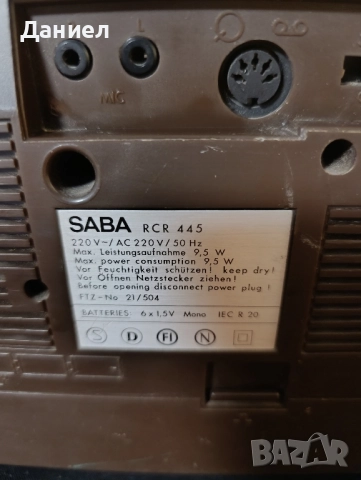 Даниел
R L
MIC
SABA RCR 445
220 V~/ AC 220 V / 50 Hz
Max. Leistungsaufnahme 9,5 W
Max. power consumption 9,5 W
Vor Feuchtigkeit schützen! keep dry!
Vor Öffnen Netzstecker ziehen!
Before opening disconnect power plug!
FTZ-No 21/504
BATTERIES 6 x 1,5V Mono IEC R 20
S D FI N
BAZAR